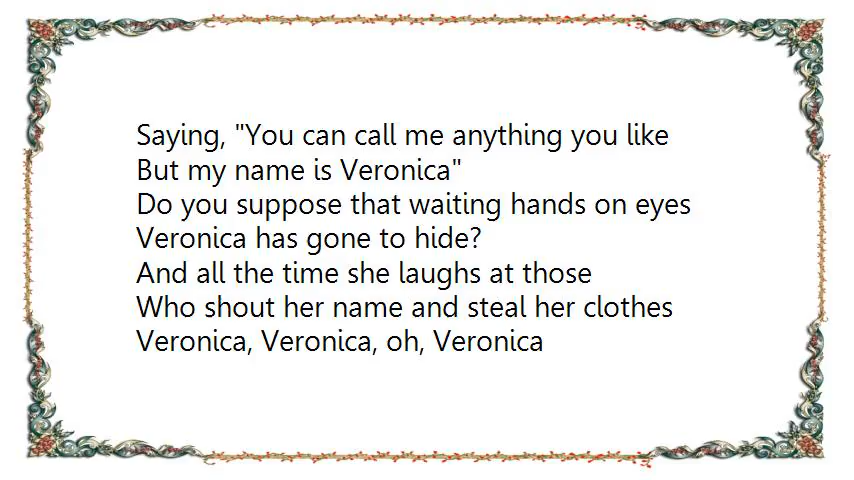 Saying, "You can call me anything you like
But my name is Veronica"
Do you suppose that waiting hands on eyes
Veronica has gone to hide?
And all the time she laughs at those
Who shout her name and steal her clothes
Veronica, Veronica, oh, Veronica